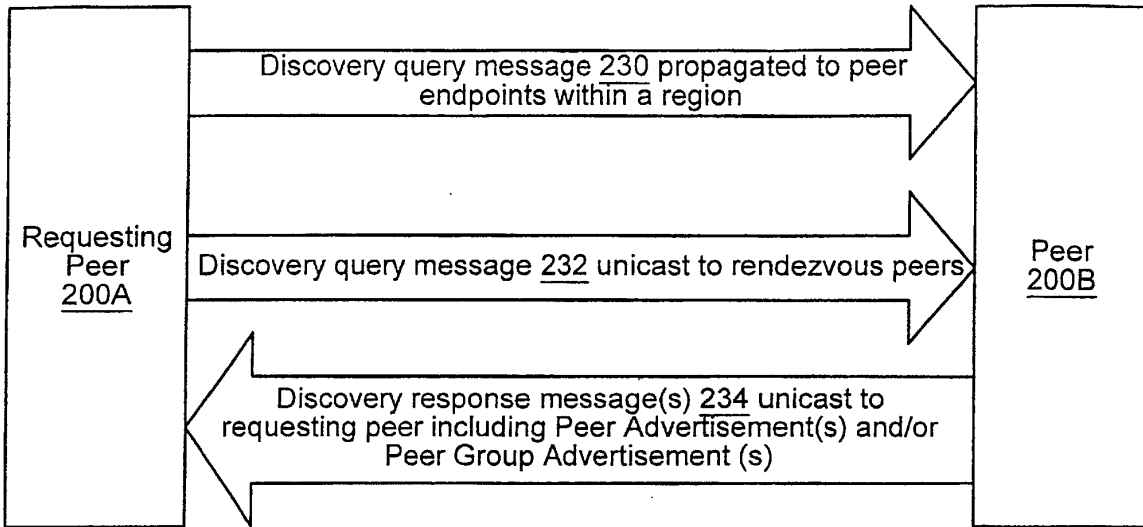 Discovery query message 230 propagated to peer
endpoints within a region
Requesting
Peer
200A
Discovery query message 232 unicast to rendezvous peers
Peer
200B
Discovery response message(s) 234 unicast to
requesting peer including Peer Advertisement(s) and/or
Peer Group Advertisement (s)